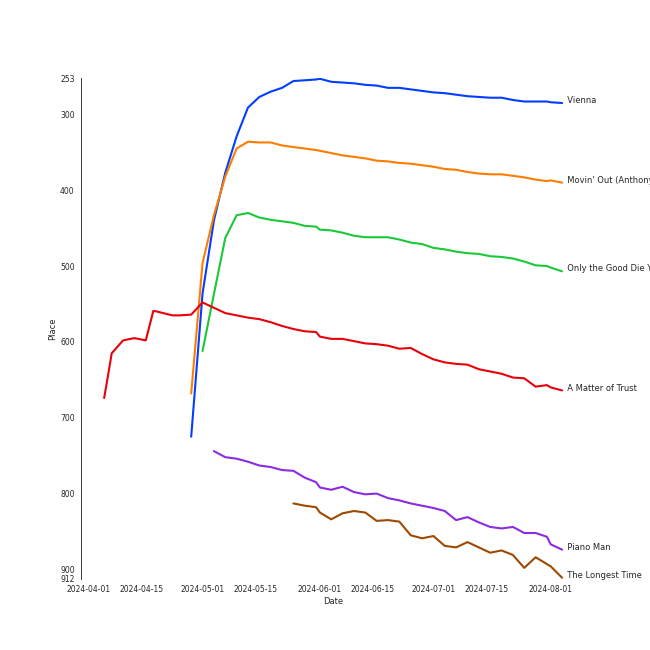 253
300
400
500
600
700
800
900
912
Place
Vienna
Movin' Out (Anthony
Only the Good Die Y
A Matter of Trust
Piano Man
The Longest Time
2024-04-01 2024-04-15 2024-05-01 2024-05-15 2024-06-01 2024-06-15 2024-07-01 2024-07-15 2024-08-01
Date